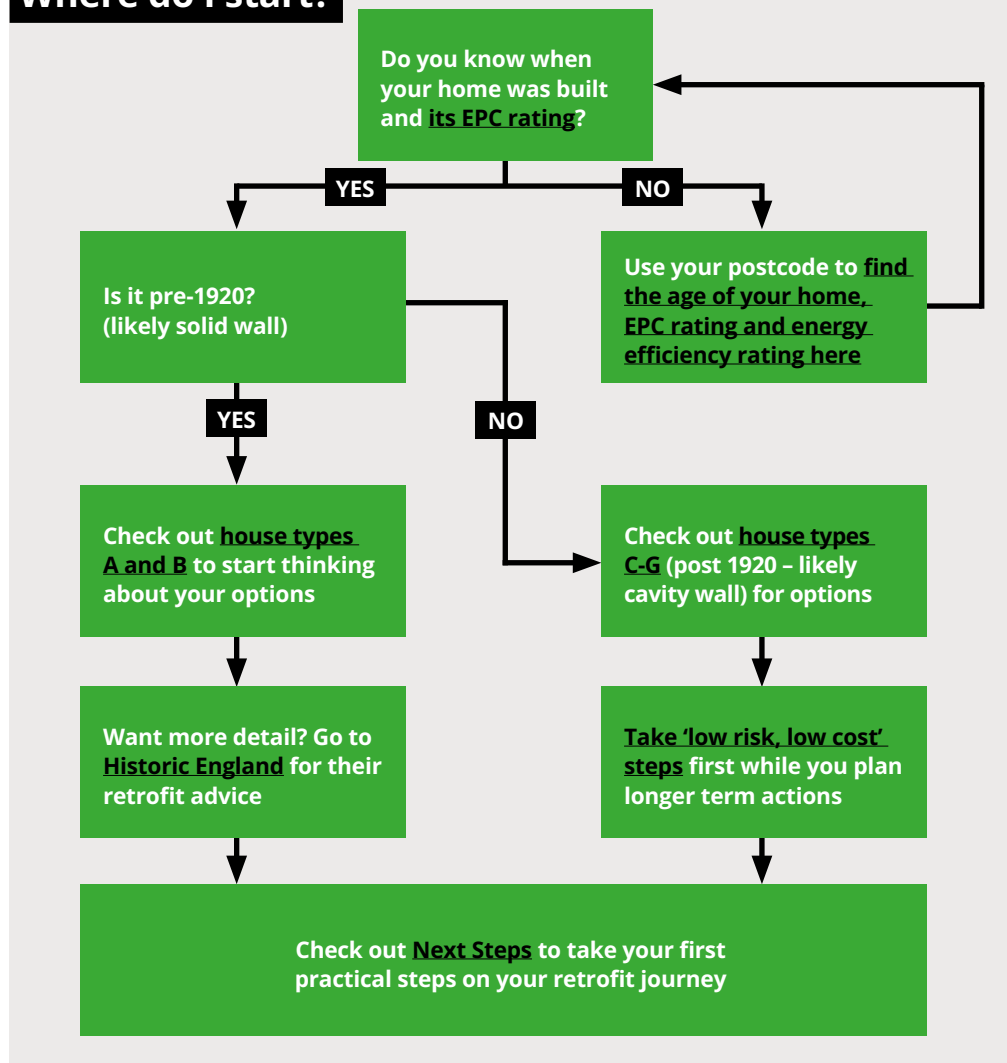 Where do I start?
Do you know when
your home was built
and its EPC rating?
YES
NO
Is it pre-1920?
(likely solid wall)
Use your postcode to find
the age of your home,
EPC rating and energy
efficiency rating here
YES
NO
Check out house types
A and B to start thinking
about your options
Check out house types
C-G (post 1920 – likely
cavity wall) for options
Want more detail? Go to
Historic England for their
retrofit advice
Take ‘low risk, low cost’
steps first while you plan
longer term actions
Check out Next Steps to take your first
practical steps on your retrofit journey